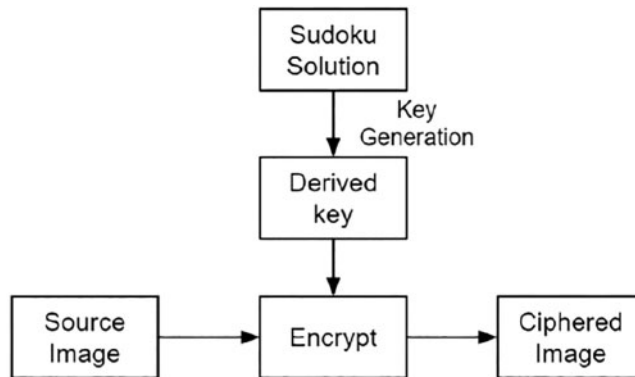 Sudoku
Solution
Key
Generation
Derived
key
Source
Image
Encrypt
Ciphered
Image